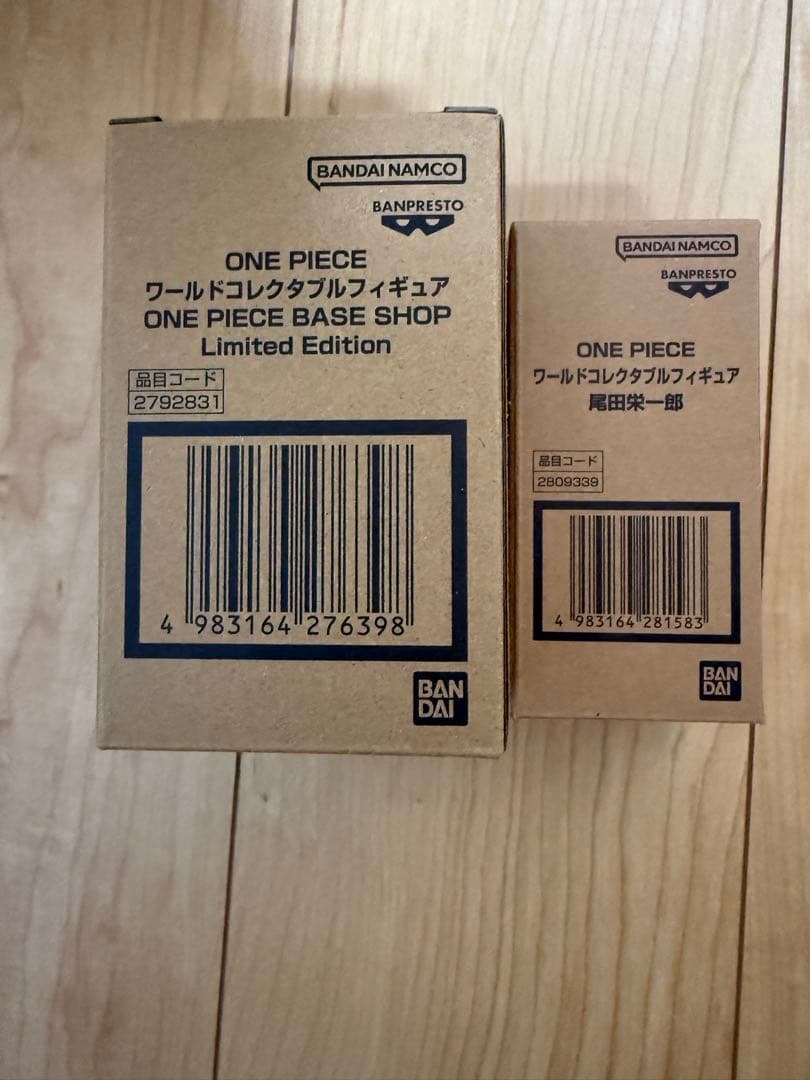 BANDAI NAMCO
BANPRESTO
ONE PIECE
ワールドコレクタブルフィギュア
ONE PIECE BASE SHOP
Limited Edition
品目コード
2792831
4 983164 276398
BAN
DAI
BANDAI NAMCO
BANPRESTO
ONE PIECE
ワールドコレクタブルフィギュア
尾田栄一郎
品目コード
2809339
4 983164 281583
BAN
DAI